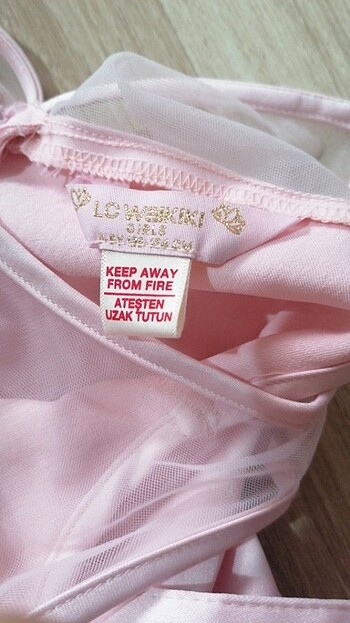 LC WAIKIKI
GIRLS
KEEP AWAY
FROM FIRE
ATEŞTEN
UZAK TUTUN